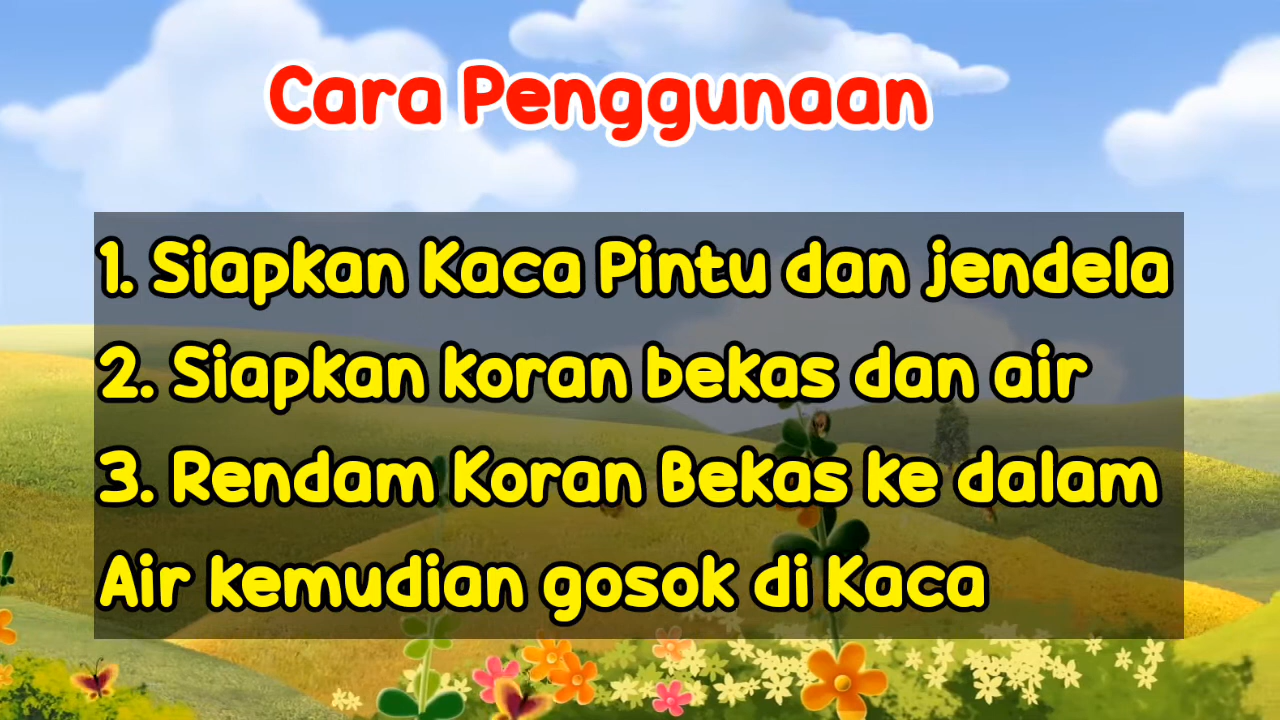 Cara Penggunaan
1. Siapkan Kaca Pintu dan jendela
2. Siapkan koran bekas dan air
3. Rendam Koran Bekas ke dalam
Air kemudian gosok di Kaca